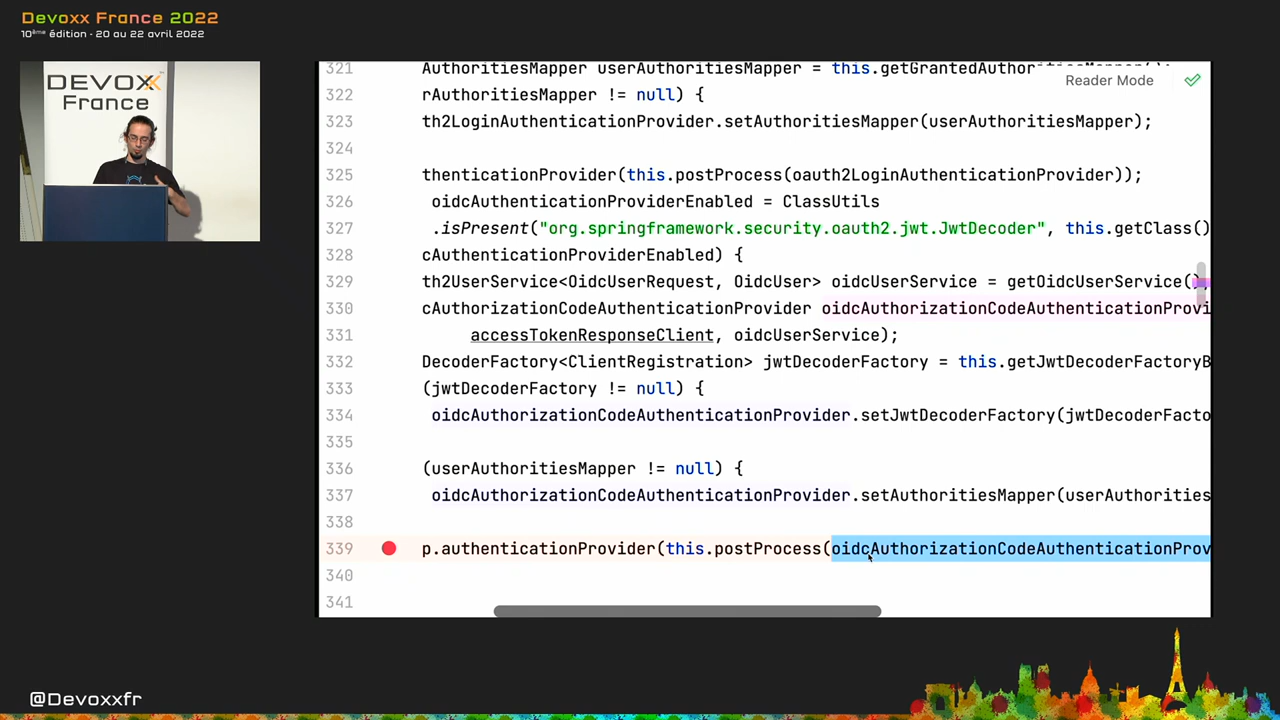 Devoxx France 2022
10ème édition - 20 au 22 avril 2022
DEVOXX
France
321 AuthoritiesMapper userAuthoritiesMapper = this.getGrantedAuthor
Reader Mode
322 rAuthoritiesMapper != null) {
323 th2LoginAuthenticationProvider.setAuthoritiesMapper(userAuthoritiesMapper);
324
325 thenticationProvider(this.postProcess(oauth2LoginAuthenticationProvider));
326 oidcAuthenticationProviderEnabled = ClassUtils
327 .isPresent("org.springframework.security.oauth2.jwt.JwtDecoder", this.getClass()
328 cAuthenticationProviderEnabled) {
329 th2UserService<OidcUserRequest, OidcUser> oidcUserService = getOidcUserService();
330 cAuthorizationCodeAuthenticationProvider oidcAuthorizationCodeAuthenticationProvi
331 accessTokenResponseClient, oidcUserService);
332 DecoderFactory<ClientRegistration> jwtDecoderFactory = this.getJwtDecoderFactoryB
333 (jwtDecoderFactory != null) {
334 oidcAuthorizationCodeAuthenticationProvider.setJwtDecoderFactory(jwtDecoderFacto
335
336 (userAuthoritiesMapper != null) {
337 oidcAuthorizationCodeAuthenticationProvider.setAuthoritiesMapper(userAuthorities
338
339 p.authenticationProvider(this.postProcess(oidcAuthorizationCodeAuthenticationProv
340
341
@Devoxxfr